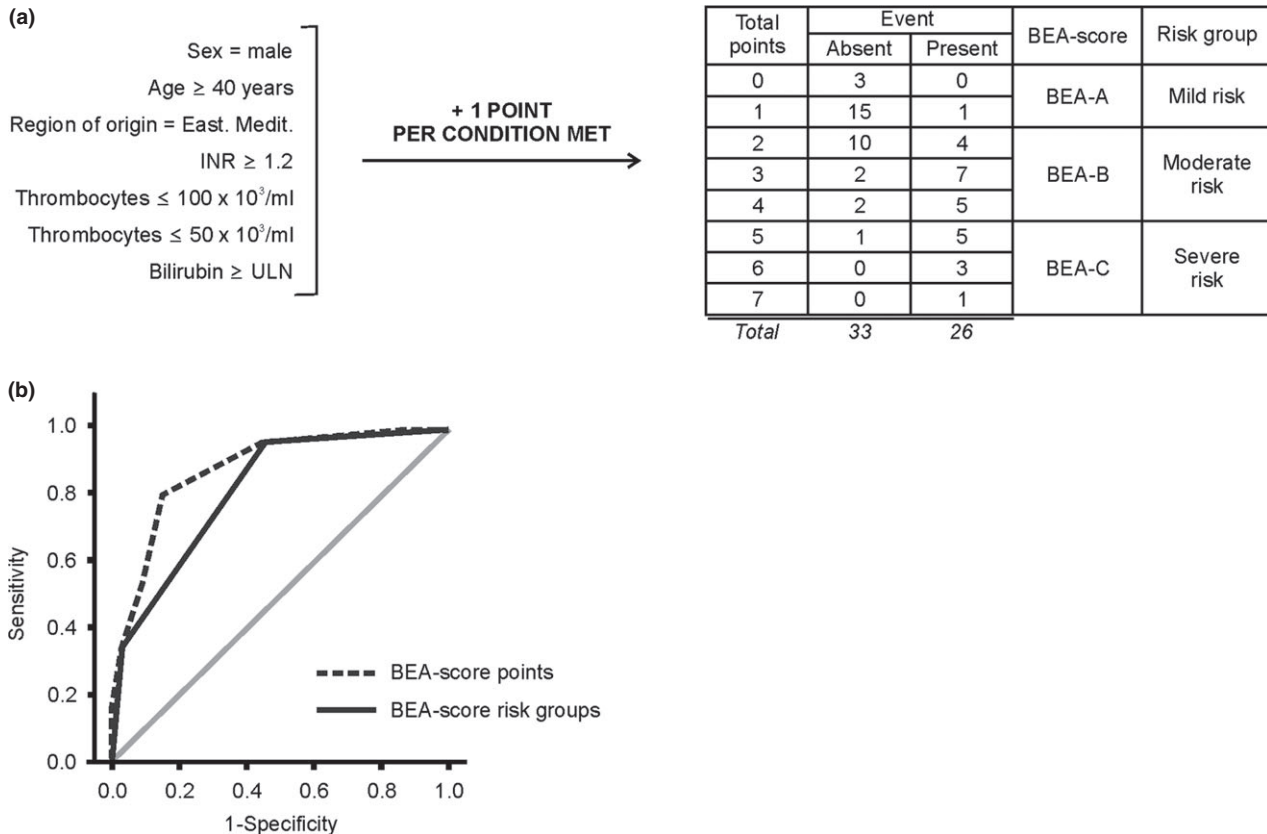 (a)
Sex = male
Age ≥ 40 years
Region of origin = East. Medit.
INR ≥ 1.2
Thrombocytes ≤ 100 x 10³/ml
Thrombocytes ≤ 50 x 10³/ml
Bilirubin ≥ ULN
+ 1 POINT
PER CONDITION MET
Total points Event BEA-score Risk group
Absent Present
0 3 0 BEA-A Mild risk
1 15 1
2 10 4 BEA-B Moderate risk
3 2 7
4 2 5
5 1 5 BEA-C Severe risk
6 0 3
7 0 1
Total 33 26
(b)
1.0
0.8
0.6
0.4
0.2
0.0
Sensitivity
BEA-score points
BEA-score risk groups
0.0 0.2 0.4 0.6 0.8 1.0
1-Specificity